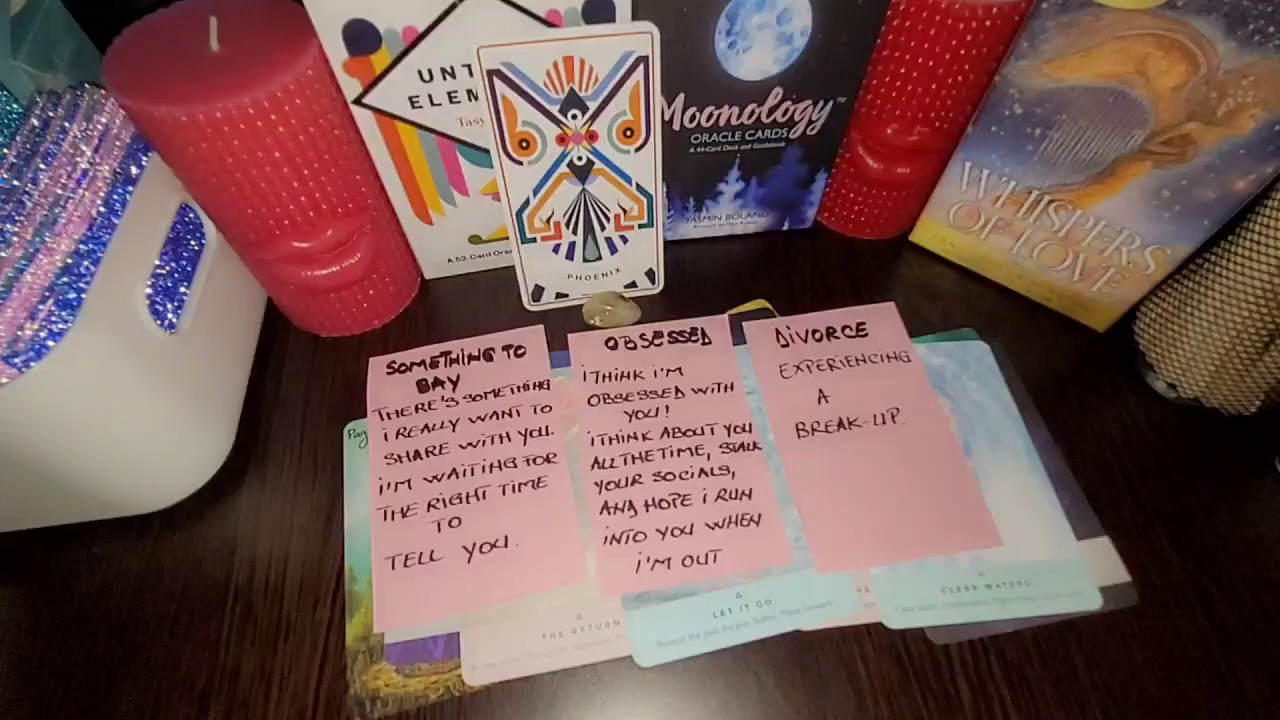 UNT
ELEM
Tasy
A 52-Card Ora
PHOENIX
Moonology™
ORACLE CARDS
A 44-Card Deck and Guidebook
YASMIN BOLAND
WHISPERS
OF LOVE
SOMETHING TO
SAY
THERE'S SOMETHING
i REALLY WANT TO
SHARE WITH YOU.
i'M WAITING FOR
THE RIGHT TIME
TO
TELL YOU.
OBSESSED
i THINK i'M
OBSESSED WITH
YOU!
i THINK ABOUT YOU
ALL THE TIME, STALK
YOUR SOCiALS,
AND HOPE i RUN
iNTO YOU WHEN
i'M OUT
DiVORCE
EXPERiENCiNG
A
BREAK-UP.
THE RETURN
LET IT GO
CLEAR WATERS